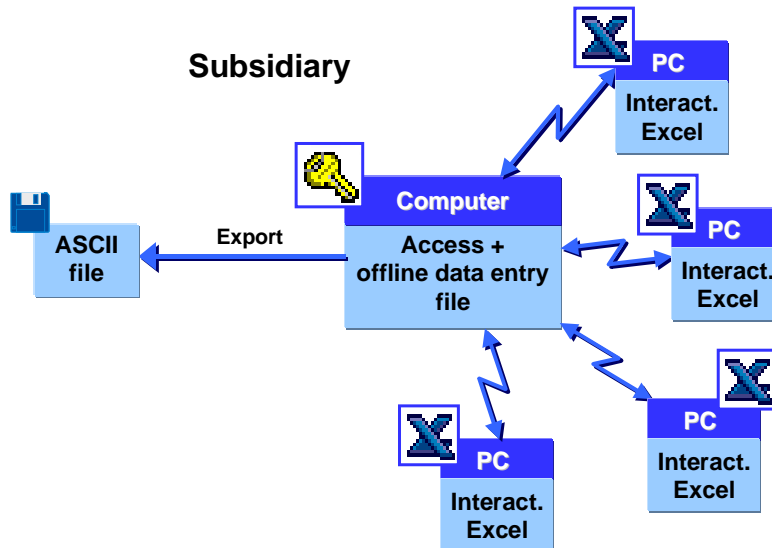 Subsidiary
PC
Interact.
Excel
Computer
Access +
offline data entry
file
Export
ASCII
file
PC
Interact.
Excel
PC
Interact.
Excel
PC
Interact.
Excel